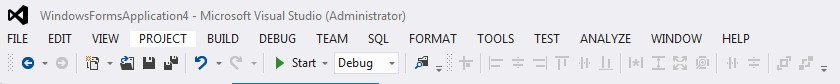 WindowsFormsApplication4 - Microsoft Visual Studio (Administrator)
FILE EDIT VIEW PROJECT BUILD DEBUG TEAM SQL FORMAT TOOLS TEST ANALYZE WINDOW HELP
Start Debug